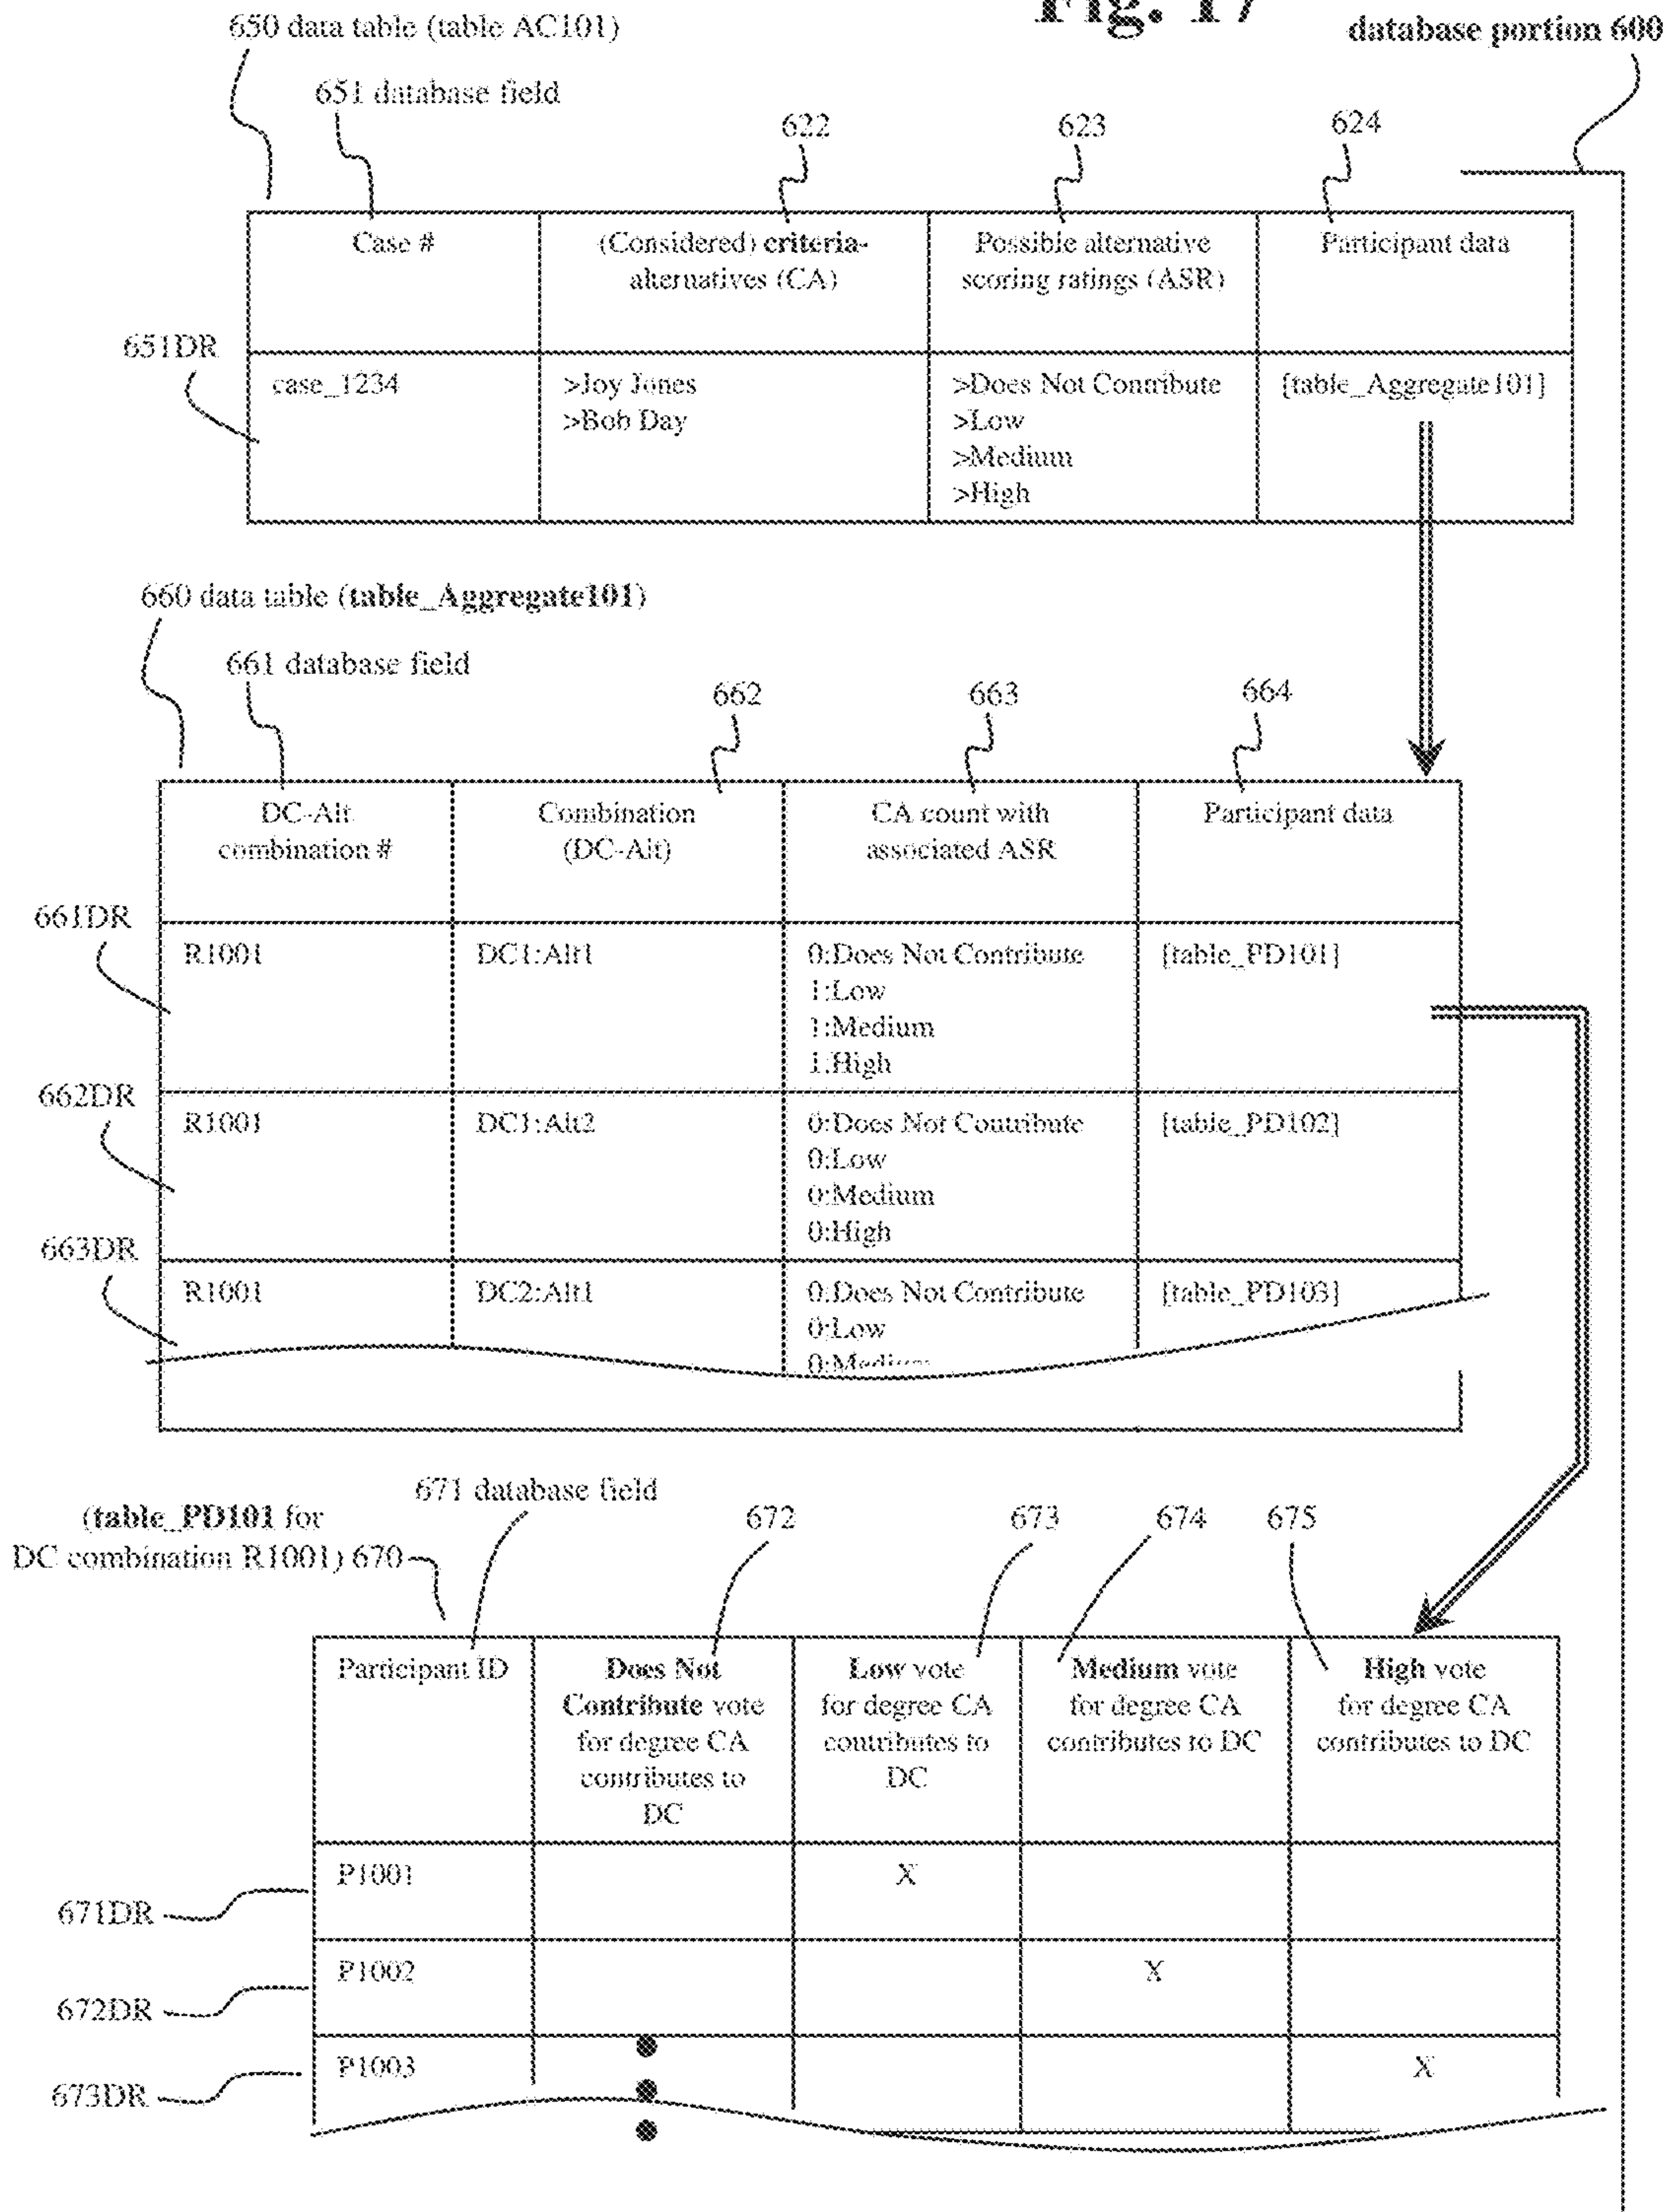 Fig. 17
650 data table (table AC101)
database portion 600
651 database field
622
623
624
Case #
(Considered) criteria-
alternatives (CA)
Possible alternative
scoring ratings (ASR)
Participant data
651DR
case_1234
>Joy Jones
>Bob Day
>Does Not Contribute
>Low
>Medium
>High
[table_Aggregate101]
660 data table (table_Aggregate101)
661 database field
662
663
664
DC-Alt
combination #
Combination
(DC-Alt)
CA count with
associated ASR
Participant data
661DR
R1001
DC1:Alt1
0:Does Not Contribute
1:Low
1:Medium
1:High
[table_PD101]
662DR
R1001
DC1:Alt2
0:Does Not Contribute
0:Low
0:Medium
0:High
[table_PD102]
663DR
R1001
DC2:Alt1
0:Does Not Contribute
0:Low
0:Medium
[table_PD103]
671 database field
(table_PD101 for
DC combination R1001) 670
672
673
674
675
Participant ID
Does Not
Contribute vote
for degree CA
contributes to
DC
Low vote
for degree CA
contributes to
DC
Medium vote
for degree CA
contributes to DC
High vote
for degree CA
contributes to DC
671DR
P1001
X
672DR
P1002
X
673DR
P1003
X